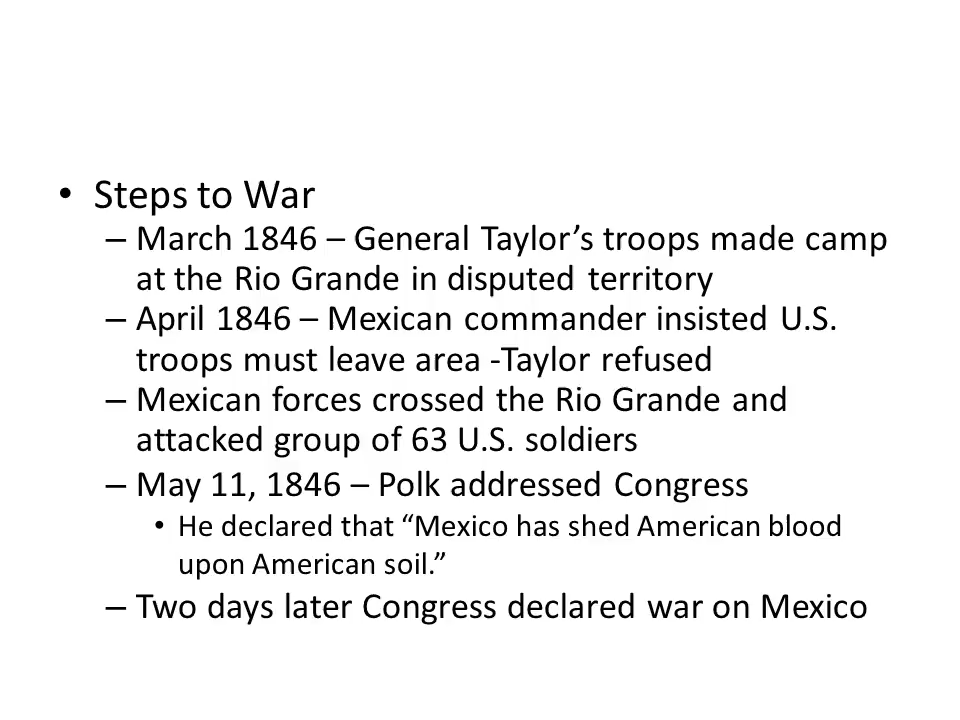 • Steps to War
– March 1846 – General Taylor’s troops made camp
at the Rio Grande in disputed territory
– April 1846 – Mexican commander insisted U.S.
troops must leave area -Taylor refused
– Mexican forces crossed the Rio Grande and
attacked group of 63 U.S. soldiers
– May 11, 1846 – Polk addressed Congress
• He declared that “Mexico has shed American blood
upon American soil.”
– Two days later Congress declared war on Mexico